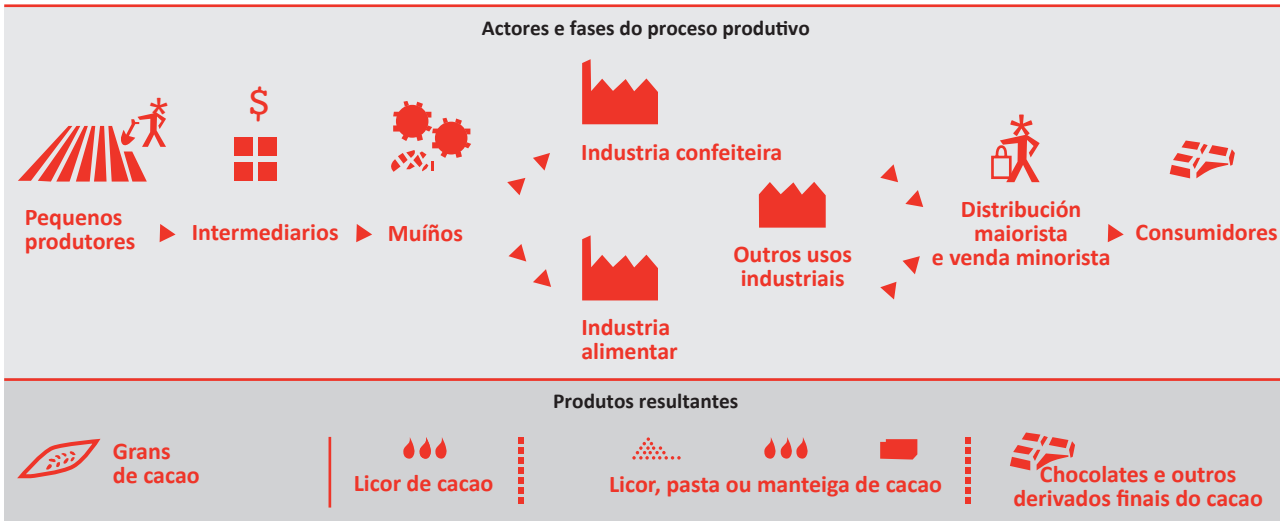 Actores e fases do proceso produtivo
$
Pequenos
produtores
Intermediarios
Muíños
Industria confeiteira
Industria
alimentar
Outros usos
industriais
Distribución
maiorista
e venda minorista
Consumidores
Produtos resultantes
Grans
de cacao
Licor de cacao
Licor, pasta ou manteiga de cacao
Chocolates e outros
derivados finais do cacao